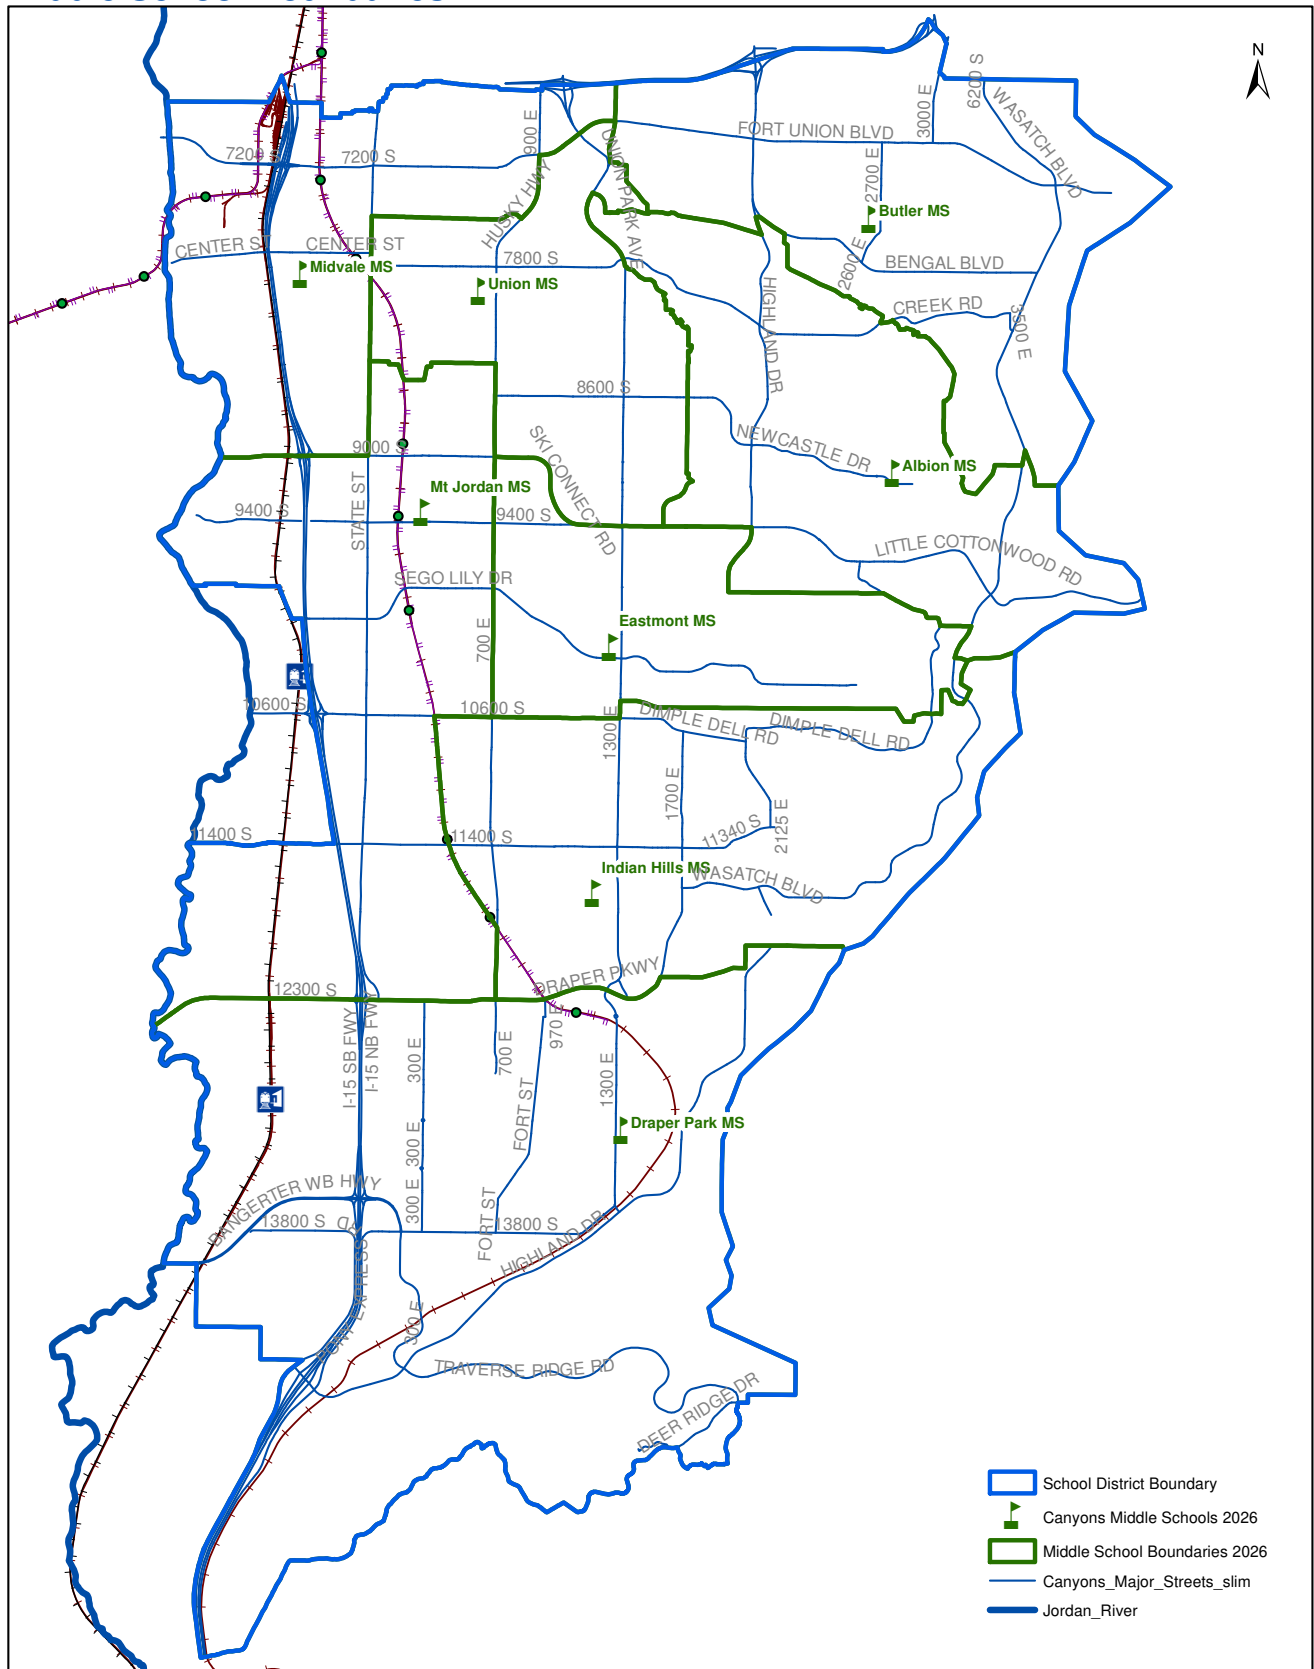 N
6200 S
WASATCH BLVD
3000 E
FORT UNION BLVD
900 E
UNION PARK AVE
7200
7200 S
2700 E
HUSKY HWY
Butler MS
CENTER ST
CENTER ST
7800 S
2600 E
BENGAL BLVD
Midvale MS
Union MS
HIGHLAND DR
CREEK RD
3500 E
8600 S
SKI CONNECT RD
NEWCASTLE DR
9000 S
Albion MS
STATE ST
Mt Jordan MS
9400 S
9400 S
LITTLE COTTONWOOD RD
SEGO LILY DR
700 E
Eastmont MS
10600 S
10600 S
1300 E
DIMPLE DELL RD
DIMPLE DELL RD
1700 E
2125 E
11400 S
11400 S
11340 S
Indian Hills MS
WASATCH BLVD
DRAPER PKWY
12300 S
I-15 SB FWY
I-15 NB FWY
300 E
700 E
970 E
1300 E
FORT ST
Draper Park MS
300 E
300 E
BANGERTER WB HWY
FORT ST
13800 S
13800 S
HIGHLAND DR
PONY EXPRESS RD
300 E
TRAVERSE RIDGE RD
DEER RIDGE DR
School District Boundary
Canyons Middle Schools 2026
Middle School Boundaries 2026
Canyons_Major_Streets_slim
Jordan_River